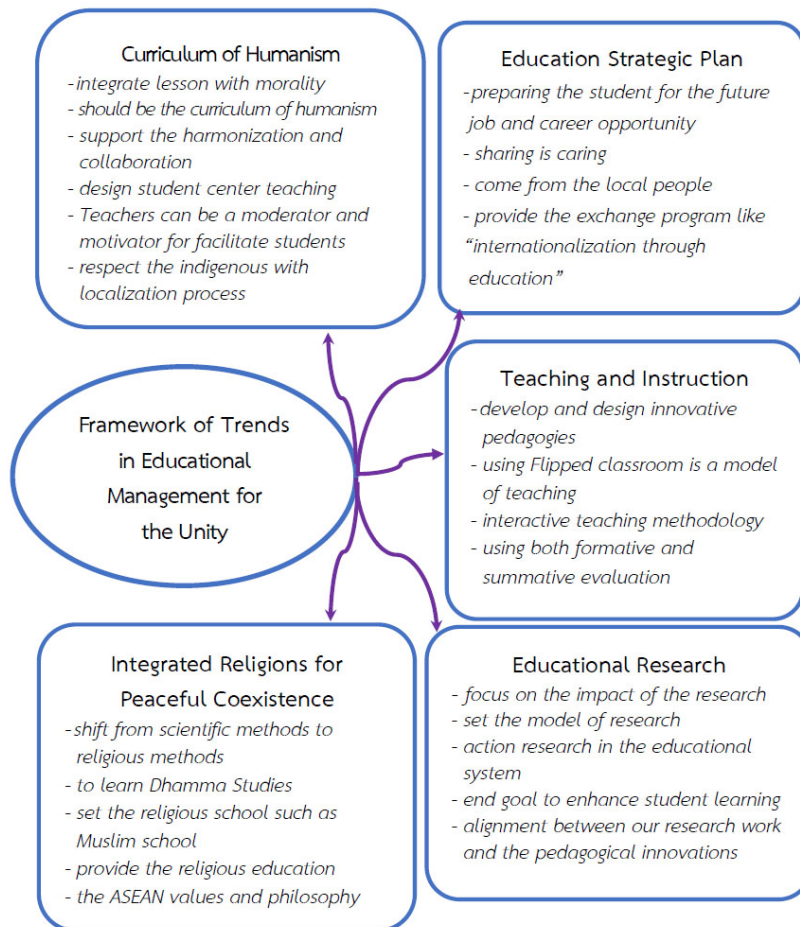 Curriculum of Humanism
-integrate lesson with morality
- should be the curriculum of humanism
- support the harmonization and
collaboration
- design student center teaching
- Teachers can be a moderator and
motivator for facilitate students
- respect the indigenous with
localization process
Education Strategic Plan
-preparing the student for the future
job and career opportunity
- sharing is caring
- come from the local people
- provide the exchange program like
“internationalization through
education”
Framework of Trends
in Educational
Management for
the Unity
Teaching and Instruction
-develop and design innovative
pedagogies
- using Flipped classroom is a model
of teaching
- interactive teaching methodology
- using both formative and
summative evaluation
Integrated Religions for
Peaceful Coexistence
-shift from scientific methods to
religious methods
- to learn Dhamma Studies
- set the religious school such as
Muslim school
- provide the religious education
- the ASEAN values and philosophy
Educational Research
- focus on the impact of the research
- set the model of research
- action research in the educational
system
- end goal to enhance student learning
- alignment between our research work
and the pedagogical innovations